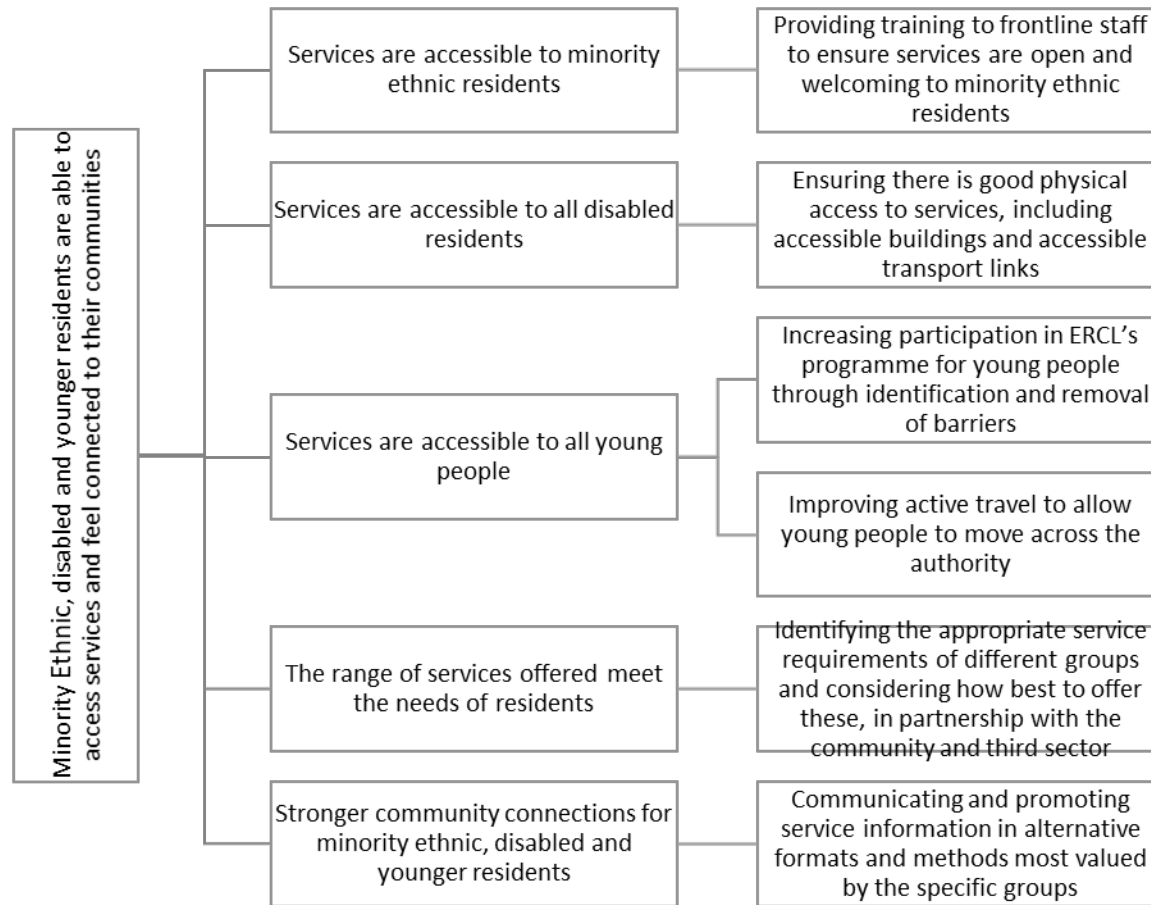 Minority Ethnic, disabled and younger residents are able to
access services and feel connected to their communities
Services are accessible to minority
ethnic residents
Providing training to frontline staff
to ensure services are open and
welcoming to minority ethnic
residents
Services are accessible to all disabled
residents
Ensuring there is good physical
access to services, including
accessible buildings and accessible
transport links
Services are accessible to all young
people
Increasing participation in ERCL’s
programme for young people
through identification and removal
of barriers
Improving active travel to allow
young people to move across the
authority
The range of services offered meet
the needs of residents
Identifying the appropriate service
requirements of different groups
and considering how best to offer
these, in partnership with the
community and third sector
Stronger community connections for
minority ethnic, disabled and
younger residents
Communicating and promoting
service information in alternative
formats and methods most valued
by the specific groups